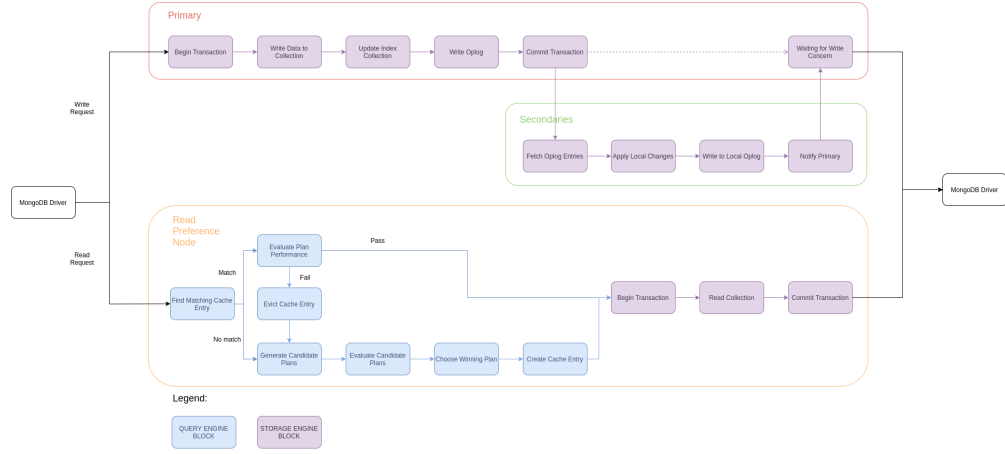 Primary
Begin Transaction
Write Data to
Collection
Update Index
Collection
Write Oplog
Commit Transaction
Waiting for Write
Concern
Write
Request
Secondaries
Fetch Oplog Entries
Apply Local Changes
Write to Local Oplog
Notify Primary
MongoDB Driver
MongoDB Driver
Read
Preference
Node
Read
Request
Evaluate Plan
Performance
Pass
Match
Fail
Find Matching Cache
Entry
Evict Cache Entry
Begin Transaction
Read Collection
Commit Transaction
No match
Generate Candidate
Plans
Evaluate Candidate
Plans
Choose Winning Plan
Create Cache Entry
Legend:
QUERY ENGINE
BLOCK
STORAGE ENGINE
BLOCK